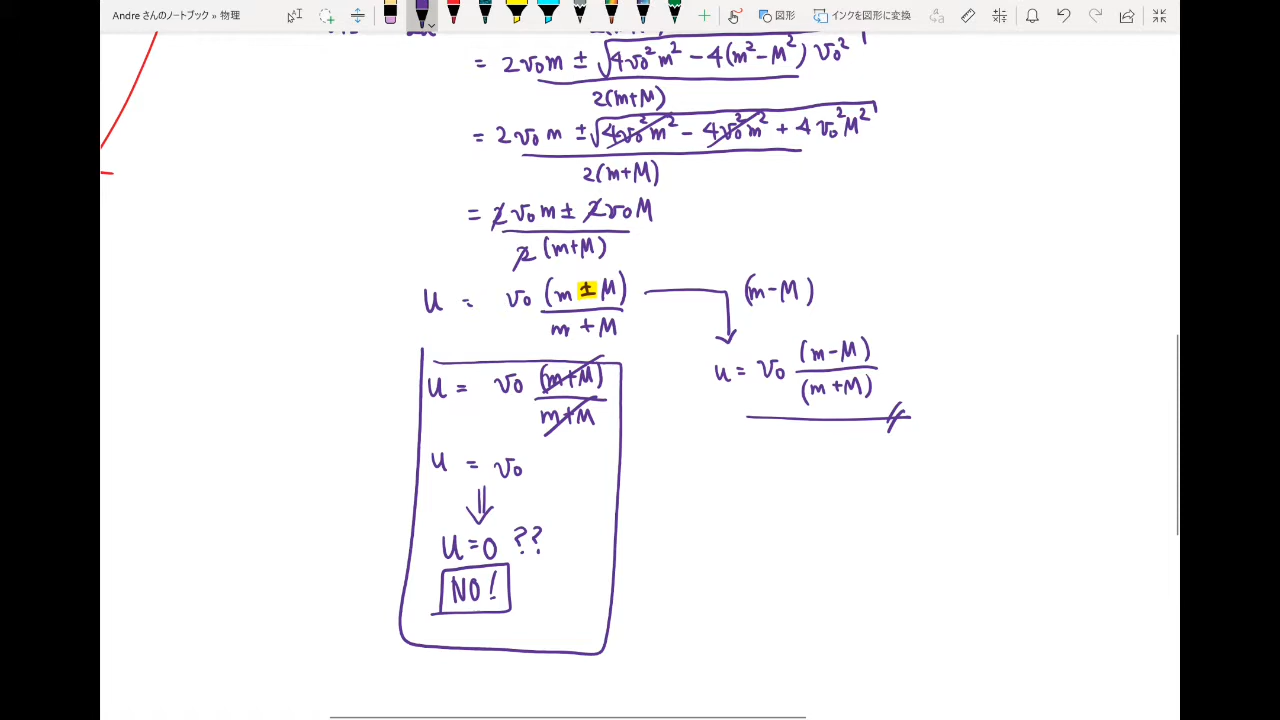 Andre さんのノートブック » 物理
図形
インクを図形に変換
= 2v₀m ± √(4v₀²m² − 4(m² − M²) v₀²)
2(m+M)
= 2v₀m ± √(4v₀²m² − 4v₀²m² + 4v₀²M²)
2(m+M)
= 2v₀m ± 2v₀M
2(m+M)
u = v₀ (m ± M)
m + M
(m − M)
u = v₀ (m − M)
(m + M)
u = v₀ (m+M)
m+M
u = v₀
⇓
u = 0 ??
NO!